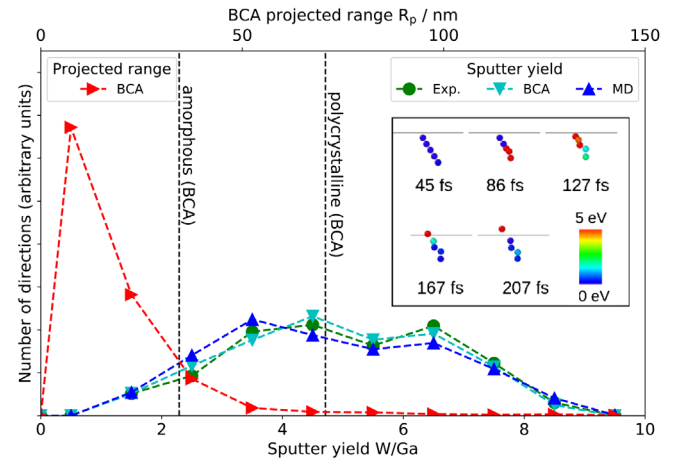 BCA projected range Rp / nm
0 50 100 150
Projected range
BCA
Sputter yield
Exp. BCA MD
amorphous (BCA)
polycrystalline (BCA)
45 fs 86 fs 127 fs
5 eV
167 fs 207 fs
0 eV
Number of directions (arbitrary units)
0 2 4 6 8 10
Sputter yield W/Ga